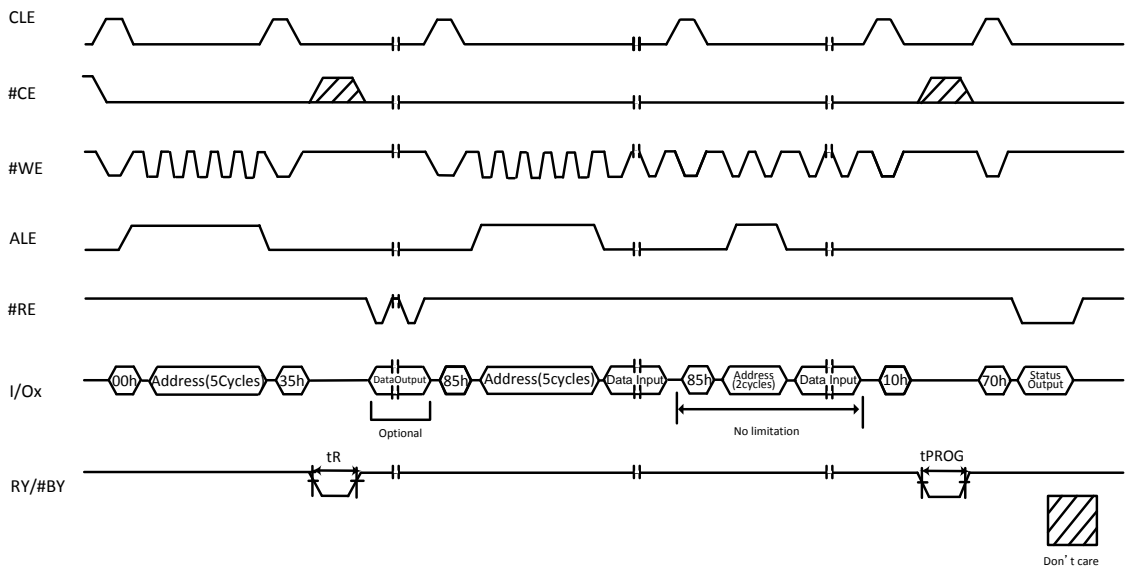 CLE
#CE
#WE
ALE
#RE
I/Ox
00h
Address(5Cycles)
35h
DataOutput
85h
Address(5cycles)
Data Input
85h
Address
(2cycles)
Data Input
10h
70h
Status
Output
Optional
No limitation
tR
tPROG
RY/#BY
Don't care